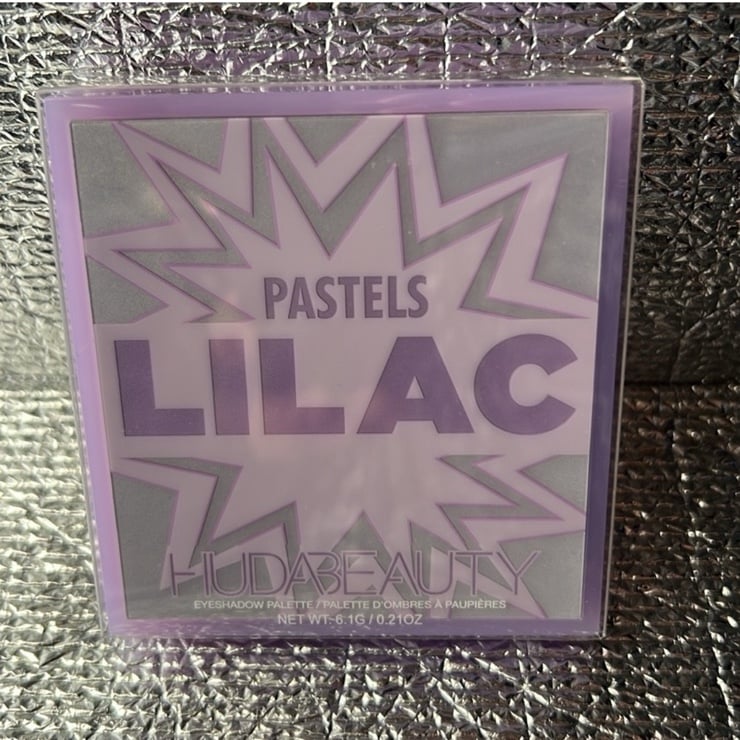 PASTELS
LILAC
HUDABEAUTY
EYESHADOW PALETTE / PALETTE D'OMBRES À PAUPIÈRES
NET WT. 6.1G / 0.21OZ